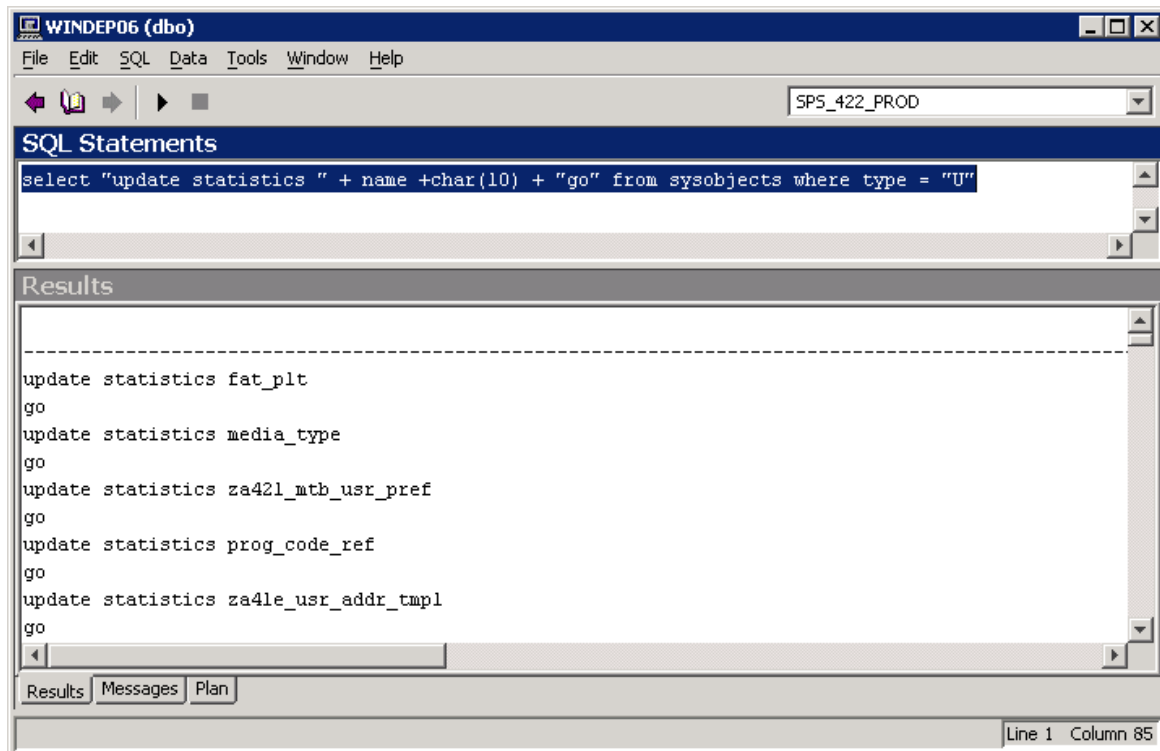 WINDEP06 (dbo)
File Edit SQL Data Tools Window Help
SPS_422_PROD
SQL Statements
select "update statistics " + name +char(10) + "go" from sysobjects where type = "U"
Results
--------------------------------------------------------------------------------------------------
update statistics fat_plt
go
update statistics media_type
go
update statistics za421_mtb_usr_pref
go
update statistics prog_code_ref
go
update statistics za41e_usr_addr_tmpl
go
Results Messages Plan
Line 1 Column 85